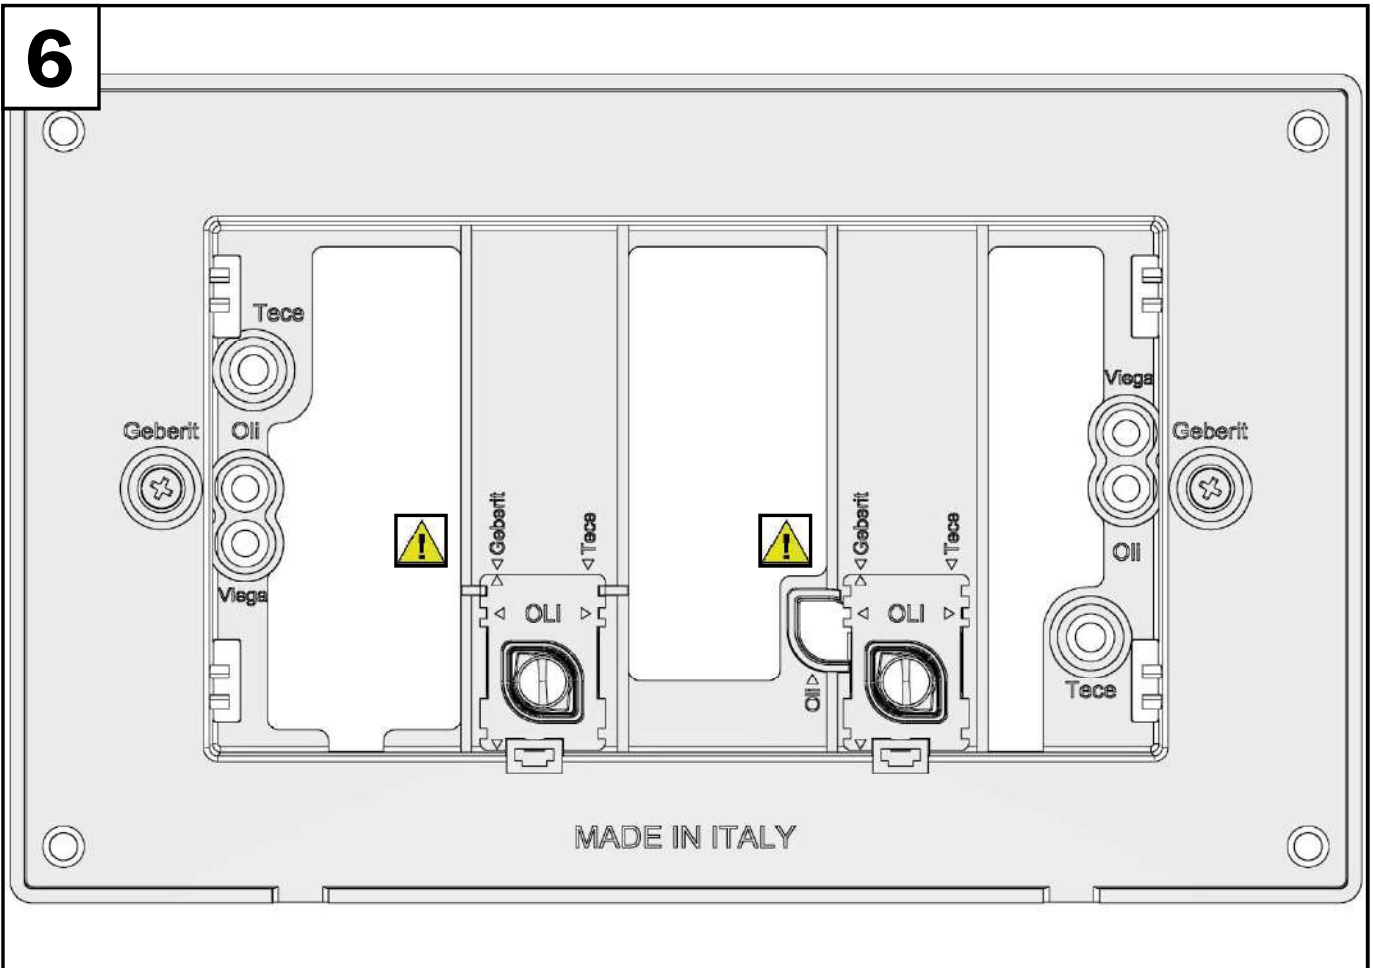 6
Tece
Viega
Geberit Oli
Geberit
Geberit
Tece
Geberit
Tece
Oli
Viega
OLI
OLI
Oli
Tece
MADE IN ITALY